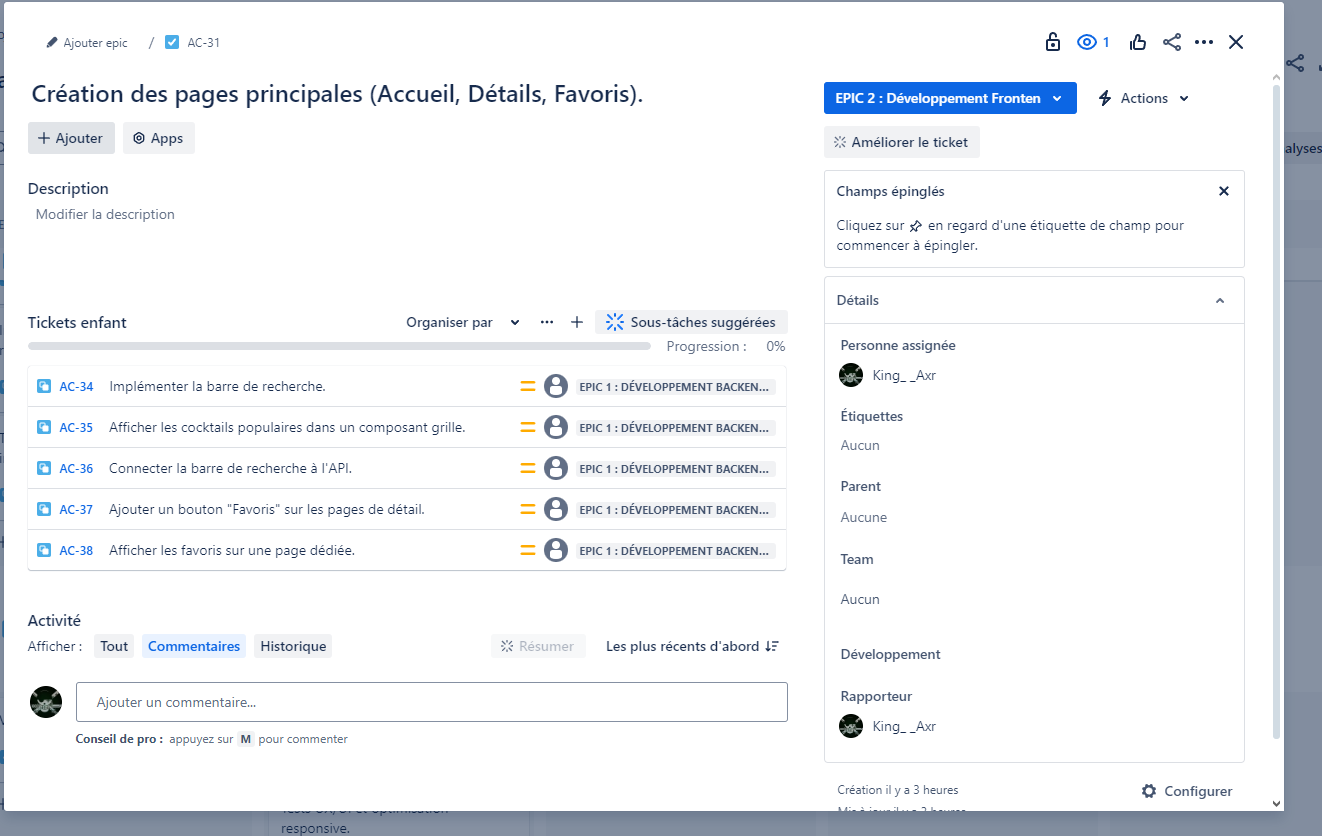 Ajouter epic / AC-31
1
Création des pages principales (Accueil, Détails, Favoris).
Ajouter
Apps
Description
Modifier la description
Tickets enfant
Organiser par
Sous-tâches suggérées
Progression : 0%
AC-34 Implémenter la barre de recherche. EPIC 1 : DÉVELOPPEMENT BACKEN...
AC-35 Afficher les cocktails populaires dans un composant grille. EPIC 1 : DÉVELOPPEMENT BACKEN...
AC-36 Connecter la barre de recherche à l'API. EPIC 1 : DÉVELOPPEMENT BACKEN...
AC-37 Ajouter un bouton "Favoris" sur les pages de détail. EPIC 1 : DÉVELOPPEMENT BACKEN...
AC-38 Afficher les favoris sur une page dédiée. EPIC 1 : DÉVELOPPEMENT BACKEN...
Activité
Afficher : Tout Commentaires Historique
Résumer
Les plus récents d'abord
Ajouter un commentaire...
Conseil de pro : appuyez sur M pour commenter
EPIC 2 : Développement Fronten
Actions
Améliorer le ticket
Champs épinglés
Cliquez sur en regard d'une étiquette de champ pour
commencer à épingler.
Détails
Personne assignée
King_ _Axr
Étiquettes
Aucun
Parent
Aucune
Team
Aucun
Développement
Rapporteur
King_ _Axr
Création il y a 3 heures
Configurer
alyses
responsive.